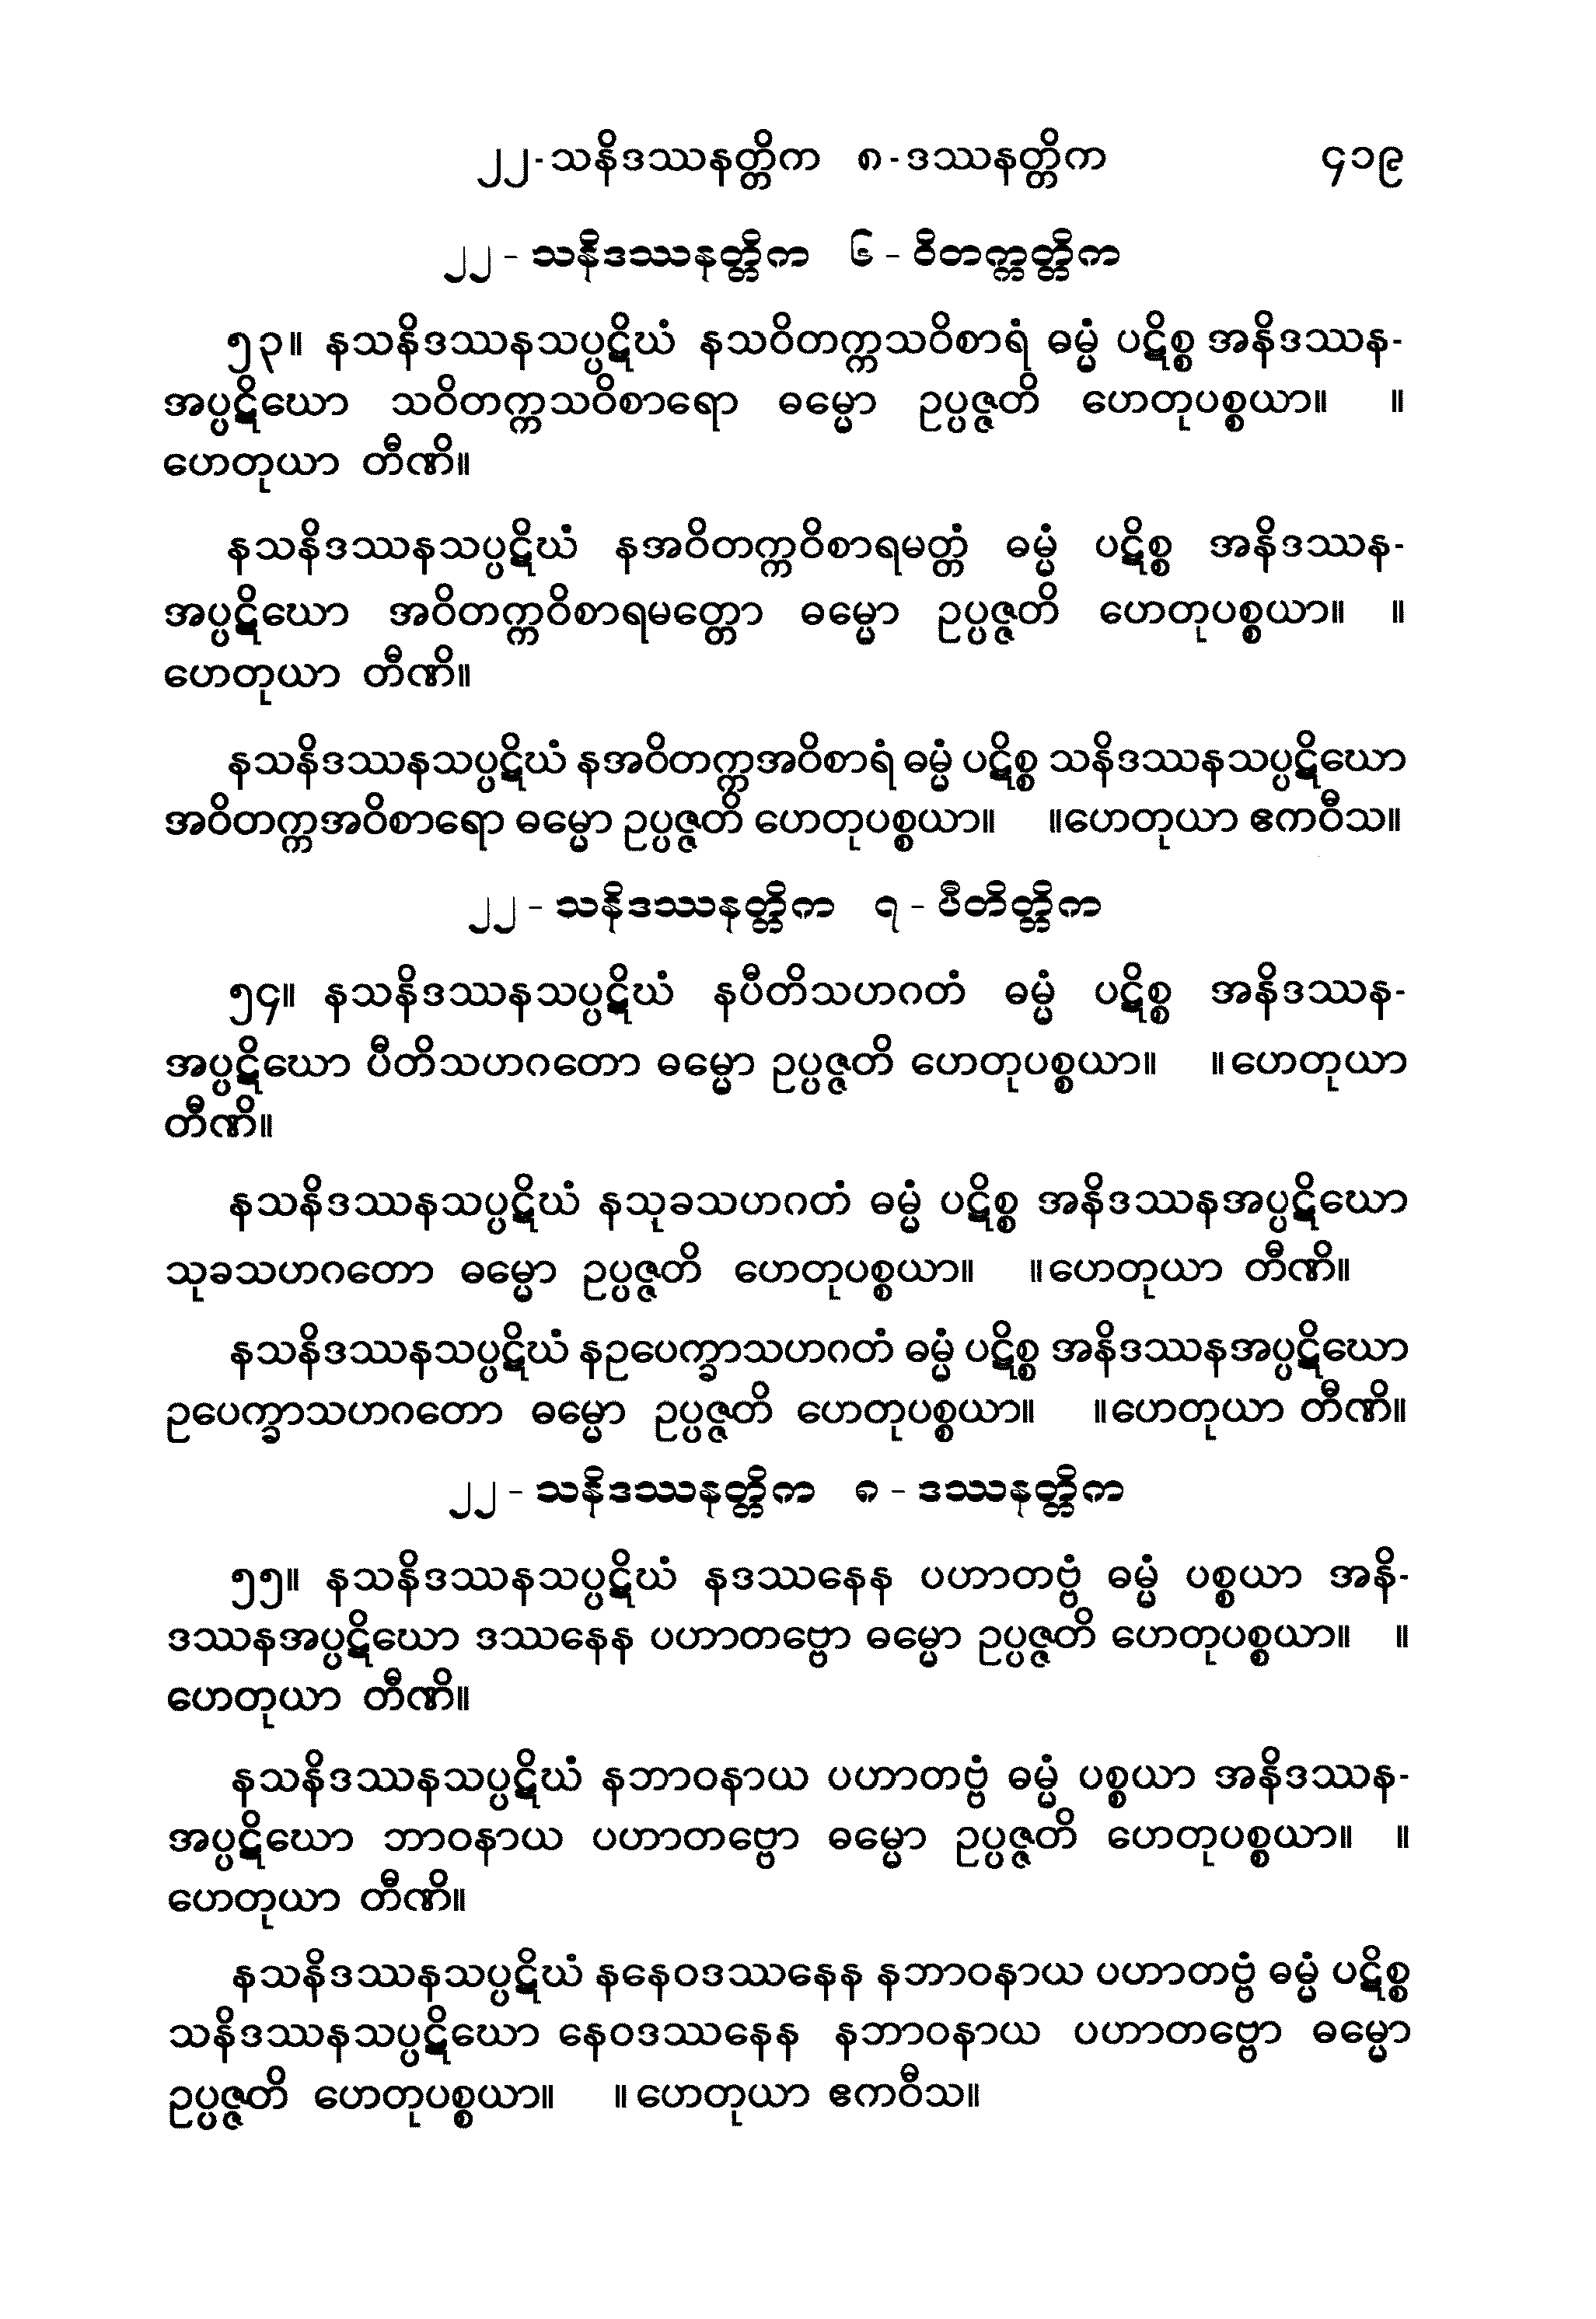 ၂၂-သနိဒဿနတ္တိက ၈-ဒဿနတ္တိက ၄၁၉
၂၂ - သနိဒဿနတ္တိက ၆ - ဝိတက္ကတ္တိက
၅၃။ နသနိဒဿနသပ္ပဋိဃံ နသဝိတက္ကသဝိစာရံ ဓမ္မံ ပဋိစ္စ အနိဒဿန-
အပ္ပဋိဃော သဝိတက္ကသဝိစာရော ဓမ္မော ဥပ္ပဇ္ဇတိ ဟေတုပစ္စယာ။ ။
ဟေတုယာ တီဏိ။
နသနိဒဿနသပ္ပဋိဃံ နအဝိတက္ကဝိစာရမတ္တံ ဓမ္မံ ပဋိစ္စ အနိဒဿန-
အပ္ပဋိဃော အဝိတက္ကဝိစာရမတ္တော ဓမ္မော ဥပ္ပဇ္ဇတိ ဟေတုပစ္စယာ။ ။
ဟေတုယာ တီဏိ။
နသနိဒဿနသပ္ပဋိဃံ နအဝိတက္ကအဝိစာရံ ဓမ္မံ ပဋိစ္စ သနိဒဿနသပ္ပဋိဃော
အဝိတက္ကအဝိစာရော ဓမ္မော ဥပ္ပဇ္ဇတိ ဟေတုပစ္စယာ။ ။ဟေတုယာ ဧကဝီသ။
၂၂ - သနိဒဿနတ္တိက ၇ - ပီတိတ္တိက
၅၄။ နသနိဒဿနသပ္ပဋိဃံ နပီတိသဟဂတံ ဓမ္မံ ပဋိစ္စ အနိဒဿန-
အပ္ပဋိဃော ပီတိသဟဂတော ဓမ္မော ဥပ္ပဇ္ဇတိ ဟေတုပစ္စယာ။ ။ဟေတုယာ
တီဏိ။
နသနိဒဿနသပ္ပဋိဃံ နသုခသဟဂတံ ဓမ္မံ ပဋိစ္စ အနိဒဿနအပ္ပဋိဃော
သုခသဟဂတော ဓမ္မော ဥပ္ပဇ္ဇတိ ဟေတုပစ္စယာ။ ။ဟေတုယာ တီဏိ။
နသနိဒဿနသပ္ပဋိဃံ နဥပေက္ခာသဟဂတံ ဓမ္မံ ပဋိစ္စ အနိဒဿနအပ္ပဋိဃော
ဥပေက္ခာသဟဂတော ဓမ္မော ဥပ္ပဇ္ဇတိ ဟေတုပစ္စယာ။ ။ဟေတုယာ တီဏိ။
၂၂ - သနိဒဿနတ္တိက ၈ - ဒဿနတ္တိက
၅၅။ နသနိဒဿနသပ္ပဋိဃံ နဒဿနေန ပဟာတဗ္ဗံ ဓမ္မံ ပစ္စယာ အနိ-
ဒဿနအပ္ပဋိဃော ဒဿနေန ပဟာတဗ္ဗော ဓမ္မော ဥပ္ပဇ္ဇတိ ဟေတုပစ္စယာ။ ။
ဟေတုယာ တီဏိ။
နသနိဒဿနသပ္ပဋိဃံ နဘာဝနာယ ပဟာတဗ္ဗံ ဓမ္မံ ပစ္စယာ အနိဒဿန-
အပ္ပဋိဃော ဘာဝနာယ ပဟာတဗ္ဗော ဓမ္မော ဥပ္ပဇ္ဇတိ ဟေတုပစ္စယာ။ ။
ဟေတုယာ တီဏိ။
နသနိဒဿနသပ္ပဋိဃံ နနေဝဒဿနေန နဘာဝနာယ ပဟာတဗ္ဗံ ဓမ္မံ ပဋိစ္စ
သနိဒဿနသပ္ပဋိဃော နေဝဒဿနေန နဘာဝနာယ ပဟာတဗ္ဗော ဓမ္မော
ဥပ္ပဇ္ဇတိ ဟေတုပစ္စယာ။ ။ဟေတုယာ ဧကဝီသ။